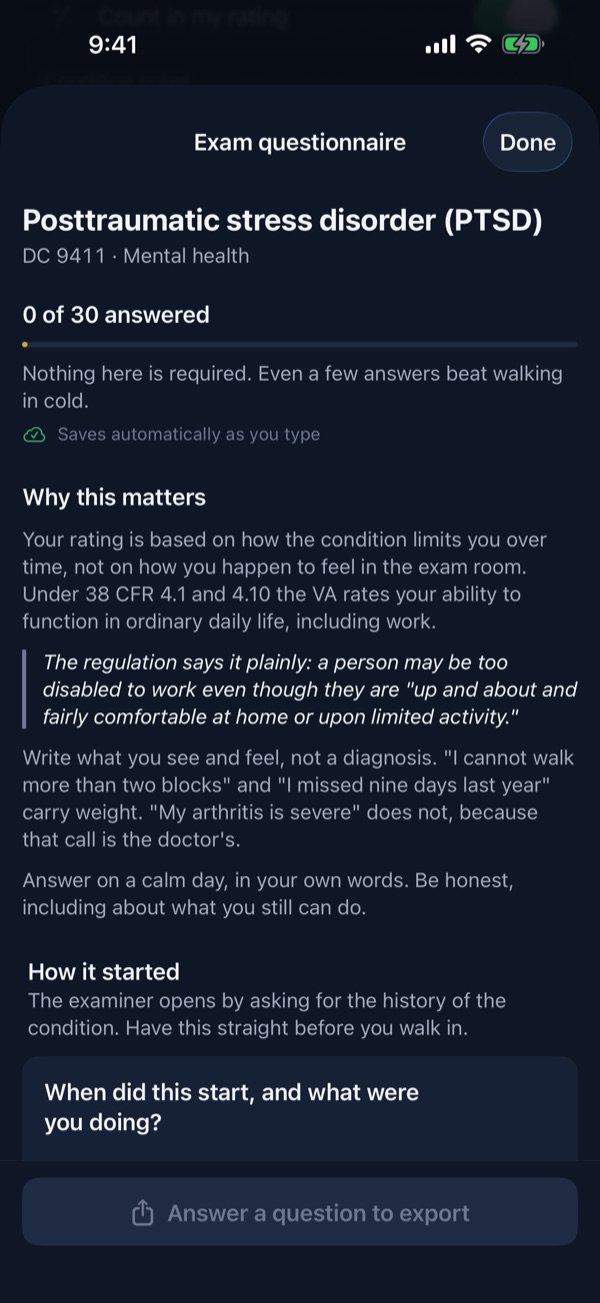 Count in my rating
9:41
Exam questionnaire
Done
Posttraumatic stress disorder (PTSD)
DC 9411 · Mental health
0 of 30 answered
Nothing here is required. Even a few answers beat walking
in cold.
Saves automatically as you type
Why this matters
Your rating is based on how the condition limits you over
time, not on how you happen to feel in the exam room.
Under 38 CFR 4.1 and 4.10 the VA rates your ability to
function in ordinary daily life, including work.
The regulation says it plainly: a person may be too
disabled to work even though they are "up and about and
fairly comfortable at home or upon limited activity."
Write what you see and feel, not a diagnosis. "I cannot walk
more than two blocks" and "I missed nine days last year"
carry weight. "My arthritis is severe" does not, because
that call is the doctor's.
Answer on a calm day, in your own words. Be honest,
including about what you still can do.
How it started
The examiner opens by asking for the history of the
condition. Have this straight before you walk in.
When did this start, and what were
you doing?
Answer a question to export